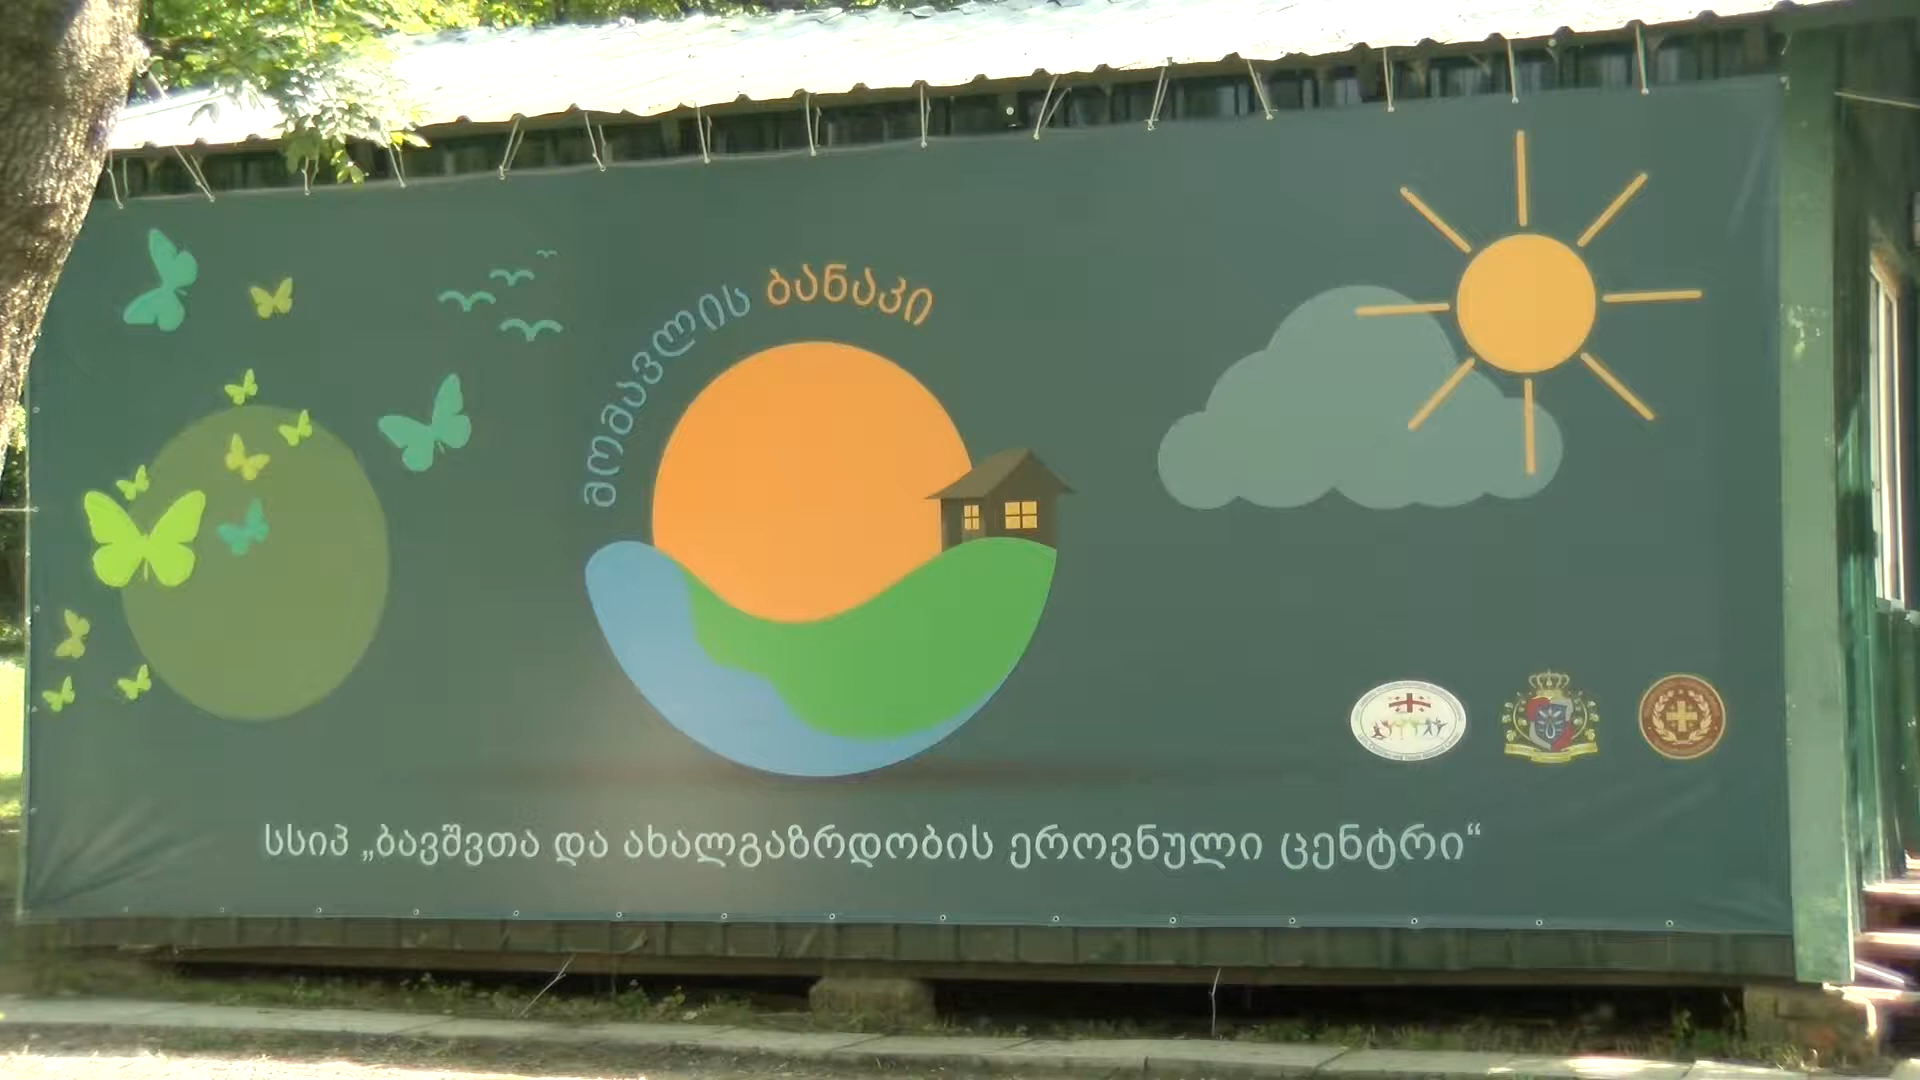 მომავლის ბანაკი
სსიპ „ბავშვთა და ახალგაზრდობის ეროვნული ცენტრი“